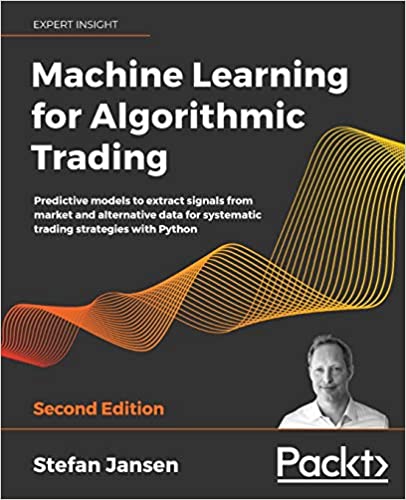 EXPERT INSIGHT
Machine Learning
for Algorithmic
Trading
Predictive models to extract signals from
market and alternative data for systematic
trading strategies with Python
Second Edition
Stefan Jansen
Packt>